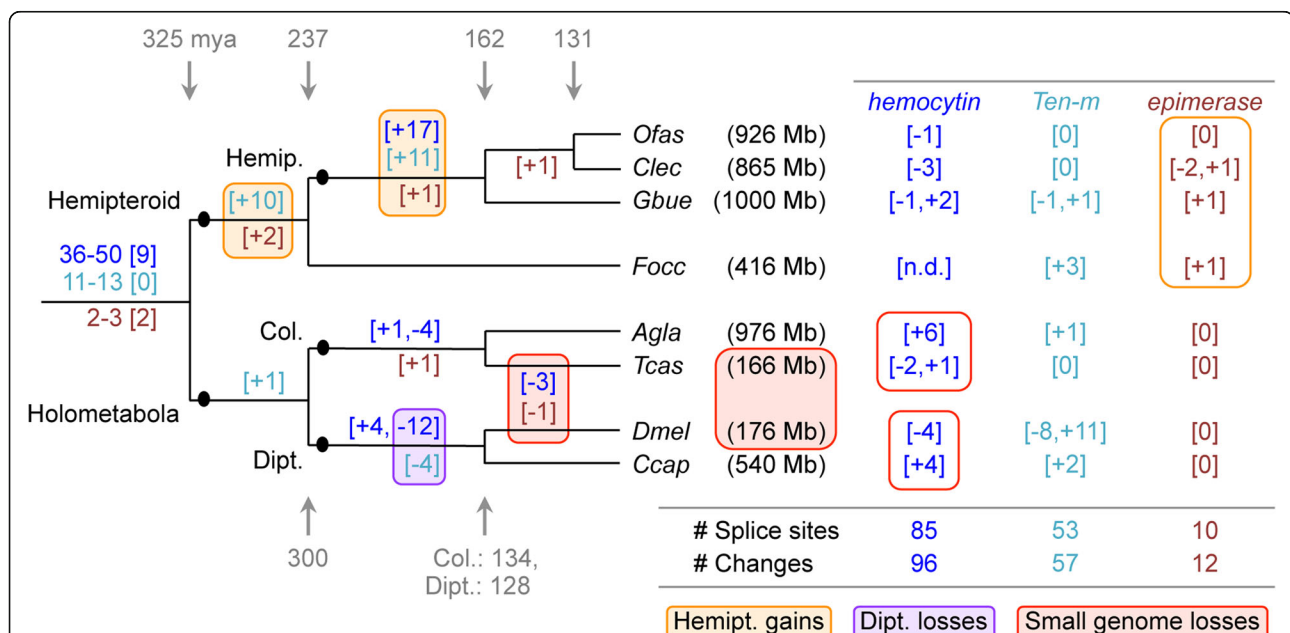 325 mya 237 162 131
hemocytin Ten-m epimerase
[+17] Ofas (926 Mb) [-1] [0] [0]
Hemip. [+11] [+1] Clec (865 Mb) [-3] [0] [-2,+1]
[+1]
Hemipteroid [+10] Gbue (1000 Mb) [-1,+2] [-1,+1] [+1]
[+2]
36-50 [9] Focc (416 Mb) [n.d.] [+3] [+1]
11-13 [0]
2-3 [2]
Col. [+1,-4] Agla (976 Mb) [+6] [+1] [0]
[+1] Tcas (166 Mb) [-2,+1] [0] [0]
[+1] [-3]
Holometabola [-1]
[+4, -12] Dmel (176 Mb) [-4] [-8,+11] [0]
Dipt. [-4] Ccap (540 Mb) [+4] [+2] [0]
# Splice sites 85 53 10
300 Col.: 134, # Changes 96 57 12
Dipt.: 128
Hemipt. gains Dipt. losses Small genome losses